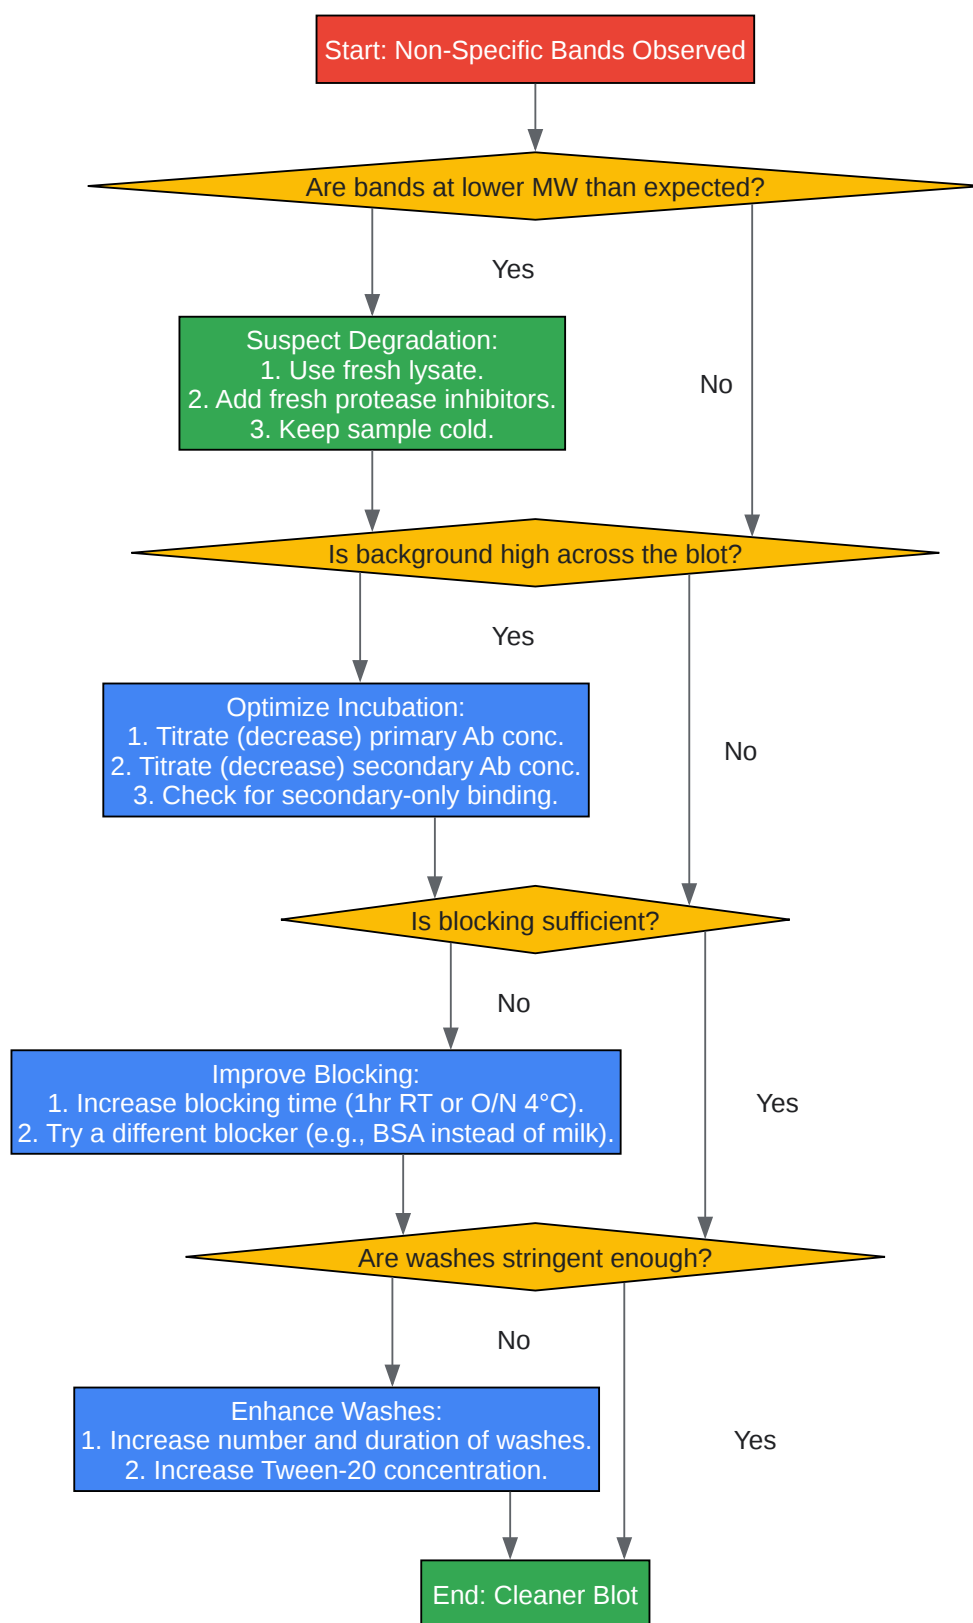 Start: Non-Specific Bands Observed
Are bands at lower MW than expected?
Yes
Suspect Degradation:
1. Use fresh lysate.
2. Add fresh protease inhibitors.
3. Keep sample cold.
No
Is background high across the blot?
Yes
Optimize Incubation:
1. Titrate (decrease) primary Ab conc.
2. Titrate (decrease) secondary Ab conc.
3. Check for secondary-only binding.
No
Is blocking sufficient?
No
Improve Blocking:
1. Increase blocking time (1hr RT or O/N 4°C).
2. Try a different blocker (e.g., BSA instead of milk).
Yes
Are washes stringent enough?
No
Enhance Washes:
1. Increase number and duration of washes.
2. Increase Tween-20 concentration.
Yes
End: Cleaner Blot